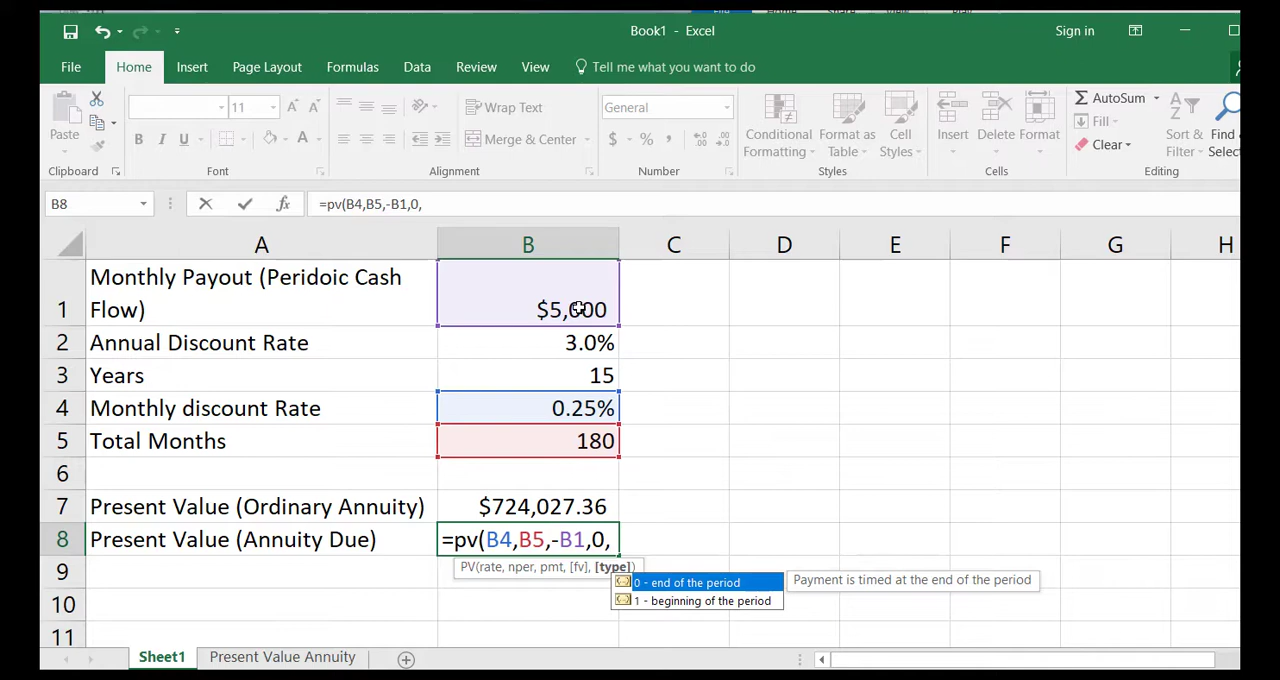 Book1 - Excel
Sign in
File Home Insert Page Layout Formulas Data Review View Tell me what you want to do
Paste
11
B I U
A A A
Wrap Text
Merge & Center
General
$ % ,
Conditional Formatting
Format as Table
Cell Styles
Insert
Delete
Format
AutoSum
Fill
Clear
Sort & Filter
Find Selec
Clipboard Font Alignment Number Styles Cells Editing
B8 fx =pv(B4,B5,-B1,0,
A B C D E F G H
1 Monthly Payout (Peridoic Cash
Flow) $5,000
2 Annual Discount Rate 3.0%
3 Years 15
4 Monthly discount Rate 0.25%
5 Total Months 180
6
7 Present Value (Ordinary Annuity) $724,027.36
8 Present Value (Annuity Due) =pv(B4,B5,-B1,0,
9 PV(rate, nper, pmt, [fv], [type])
0 - end of the period Payment is timed at the end of the period
1 - beginning of the period
10
11
Sheet1 Present Value Annuity